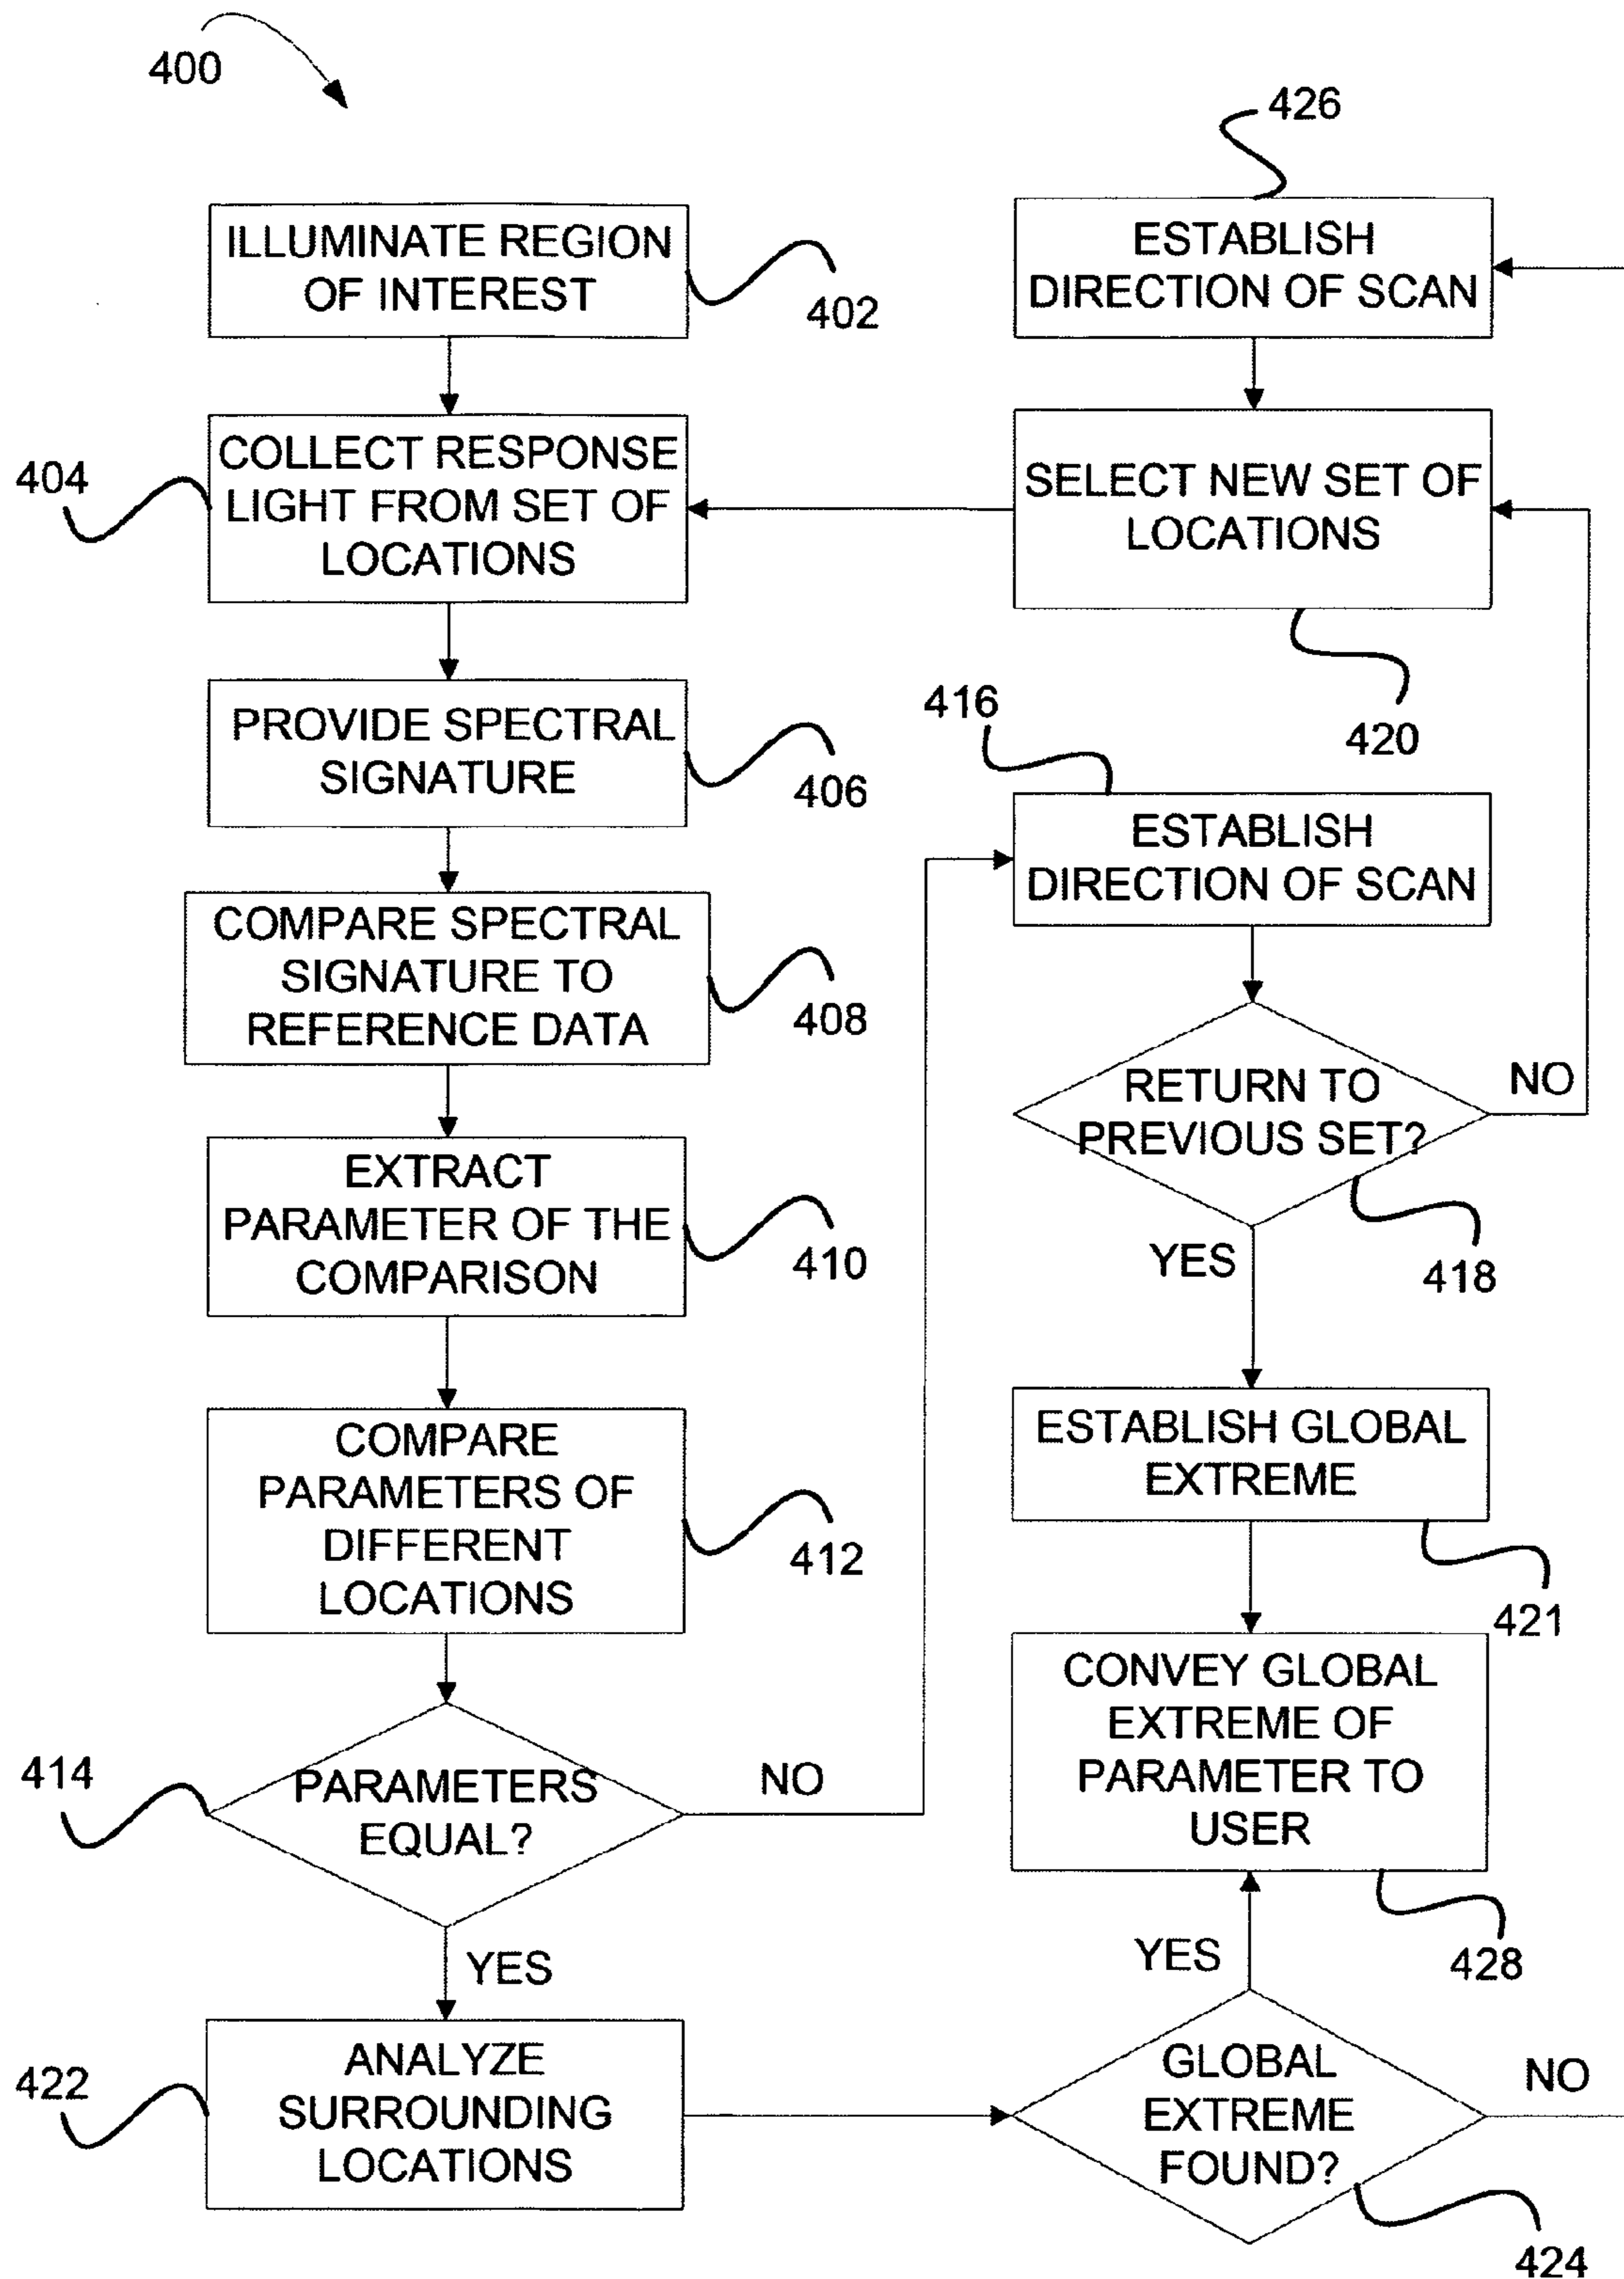 400
ILLUMINATE REGION
OF INTEREST
402
COLLECT RESPONSE
LIGHT FROM SET OF
LOCATIONS
404
PROVIDE SPECTRAL
SIGNATURE
406
COMPARE SPECTRAL
SIGNATURE TO
REFERENCE DATA
408
EXTRACT
PARAMETER OF THE
COMPARISON
410
COMPARE
PARAMETERS OF
DIFFERENT
LOCATIONS
412
PARAMETERS
EQUAL?
414
NO
YES
ANALYZE
SURROUNDING
LOCATIONS
422
426
ESTABLISH
DIRECTION OF SCAN
SELECT NEW SET OF
LOCATIONS
420
416
ESTABLISH
DIRECTION OF SCAN
RETURN TO
PREVIOUS SET?
NO
418
YES
ESTABLISH GLOBAL
EXTREME
421
CONVEY GLOBAL
EXTREME OF
PARAMETER TO
USER
428
YES
GLOBAL
EXTREME
FOUND?
NO
424